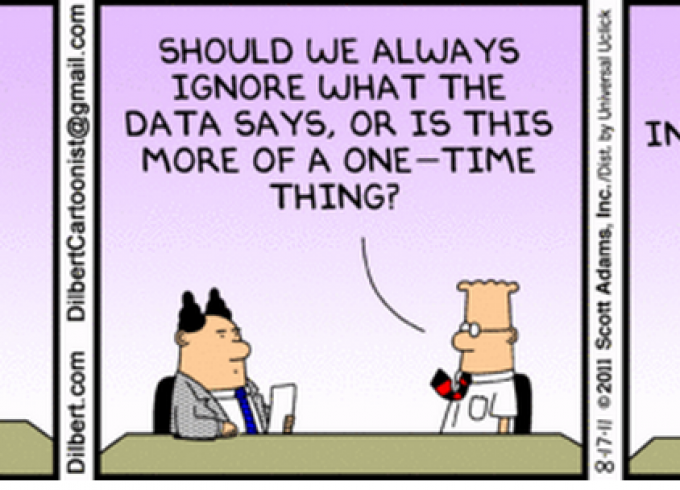 DilbertCartoonist@gmail.com
Dilbert.com
SHOULD WE ALWAYS
IGNORE WHAT THE
DATA SAYS, OR IS THIS
MORE OF A ONE-TIME
THING?
8-17-11 ©2011 Scott Adams, Inc./Dist. by Universal Uclick